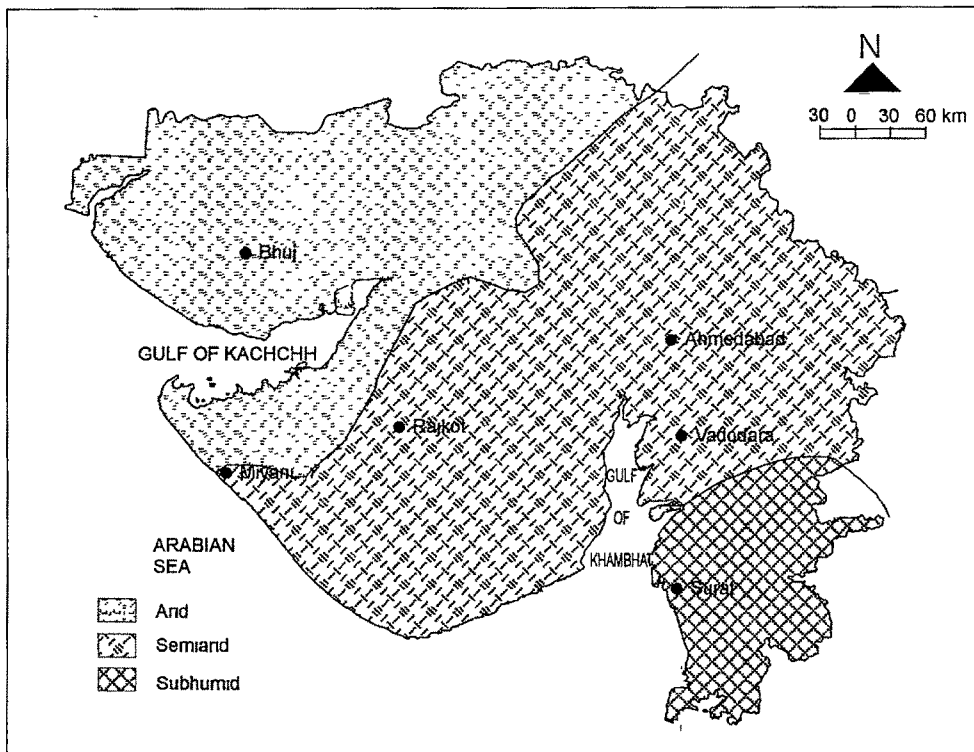 N
30 0 30 60 km
Bhuj
GULF OF KACHCHH
Ahmedabad
Rajkot
Vadodara
Miyani
GULF
OF
KHAMBHAT
ARABIAN
SEA
Surat
Arid
Semiarid
Subhumid